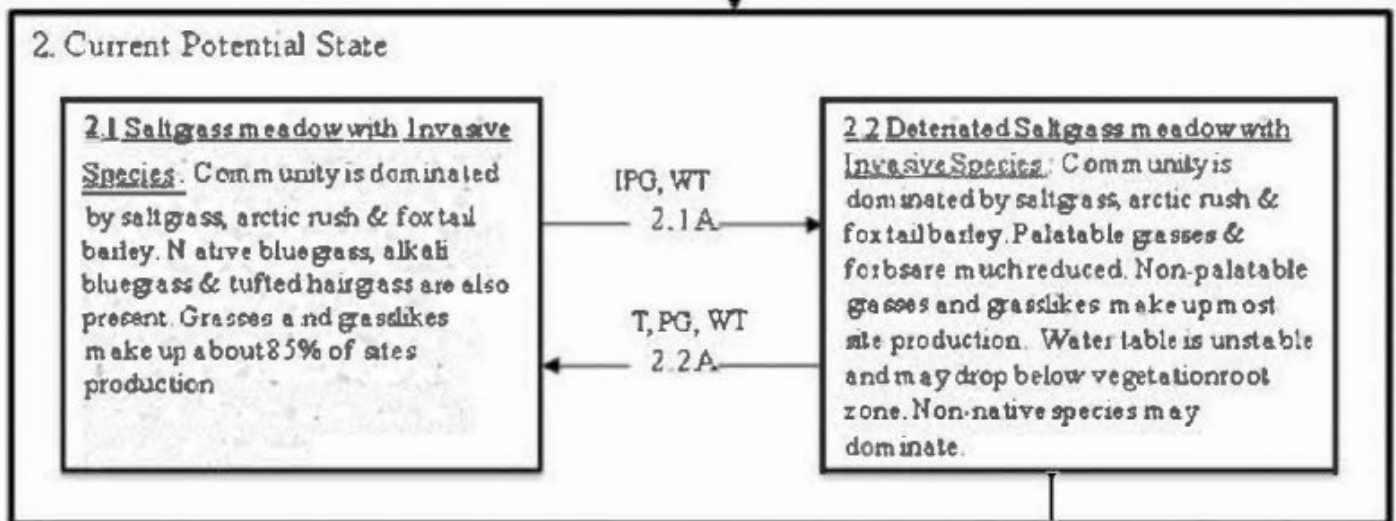 2. Current Potential State
2.1 Saltgrass meadow with Invasive
Species: Community is dominated
by saltgrass, arctic rush & foxtail
barley. Native bluegrass, alkali
bluegrass & tufted hairgrass are also
present. Grasses and grasslikes
make up about 85% of sites
production
IPG, WT
2.1A
T, PG, WT
2.2A
2.2 Deteriated Saltgrass meadow with
Invasive Species: Community is
dominated by saltgrass, arctic rush &
foxtail barley. Palatable grasses &
forbs are much reduced. Non-palatable
grasses and grasslikes make up most
site production. Water table is unstable
and may drop below vegetation root
zone. Non-native species may
dominate.